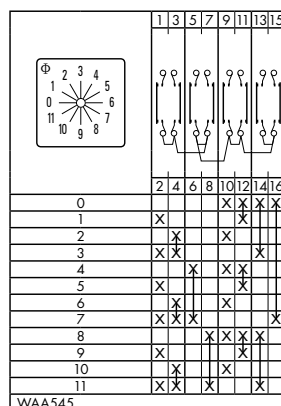 1 3 5 7 9 11 13 15
Φ
2 3 4
1 5
0 6
11 7
10 9 8
2 4 6 8 10 12 14 16
0 X X X X
1 X X
2 X X
3 X X X
4 X X X
5 X X
6 X X
7 X X X X
8 X X X X
9 X X
10 X X
11 X X X X
WAA545